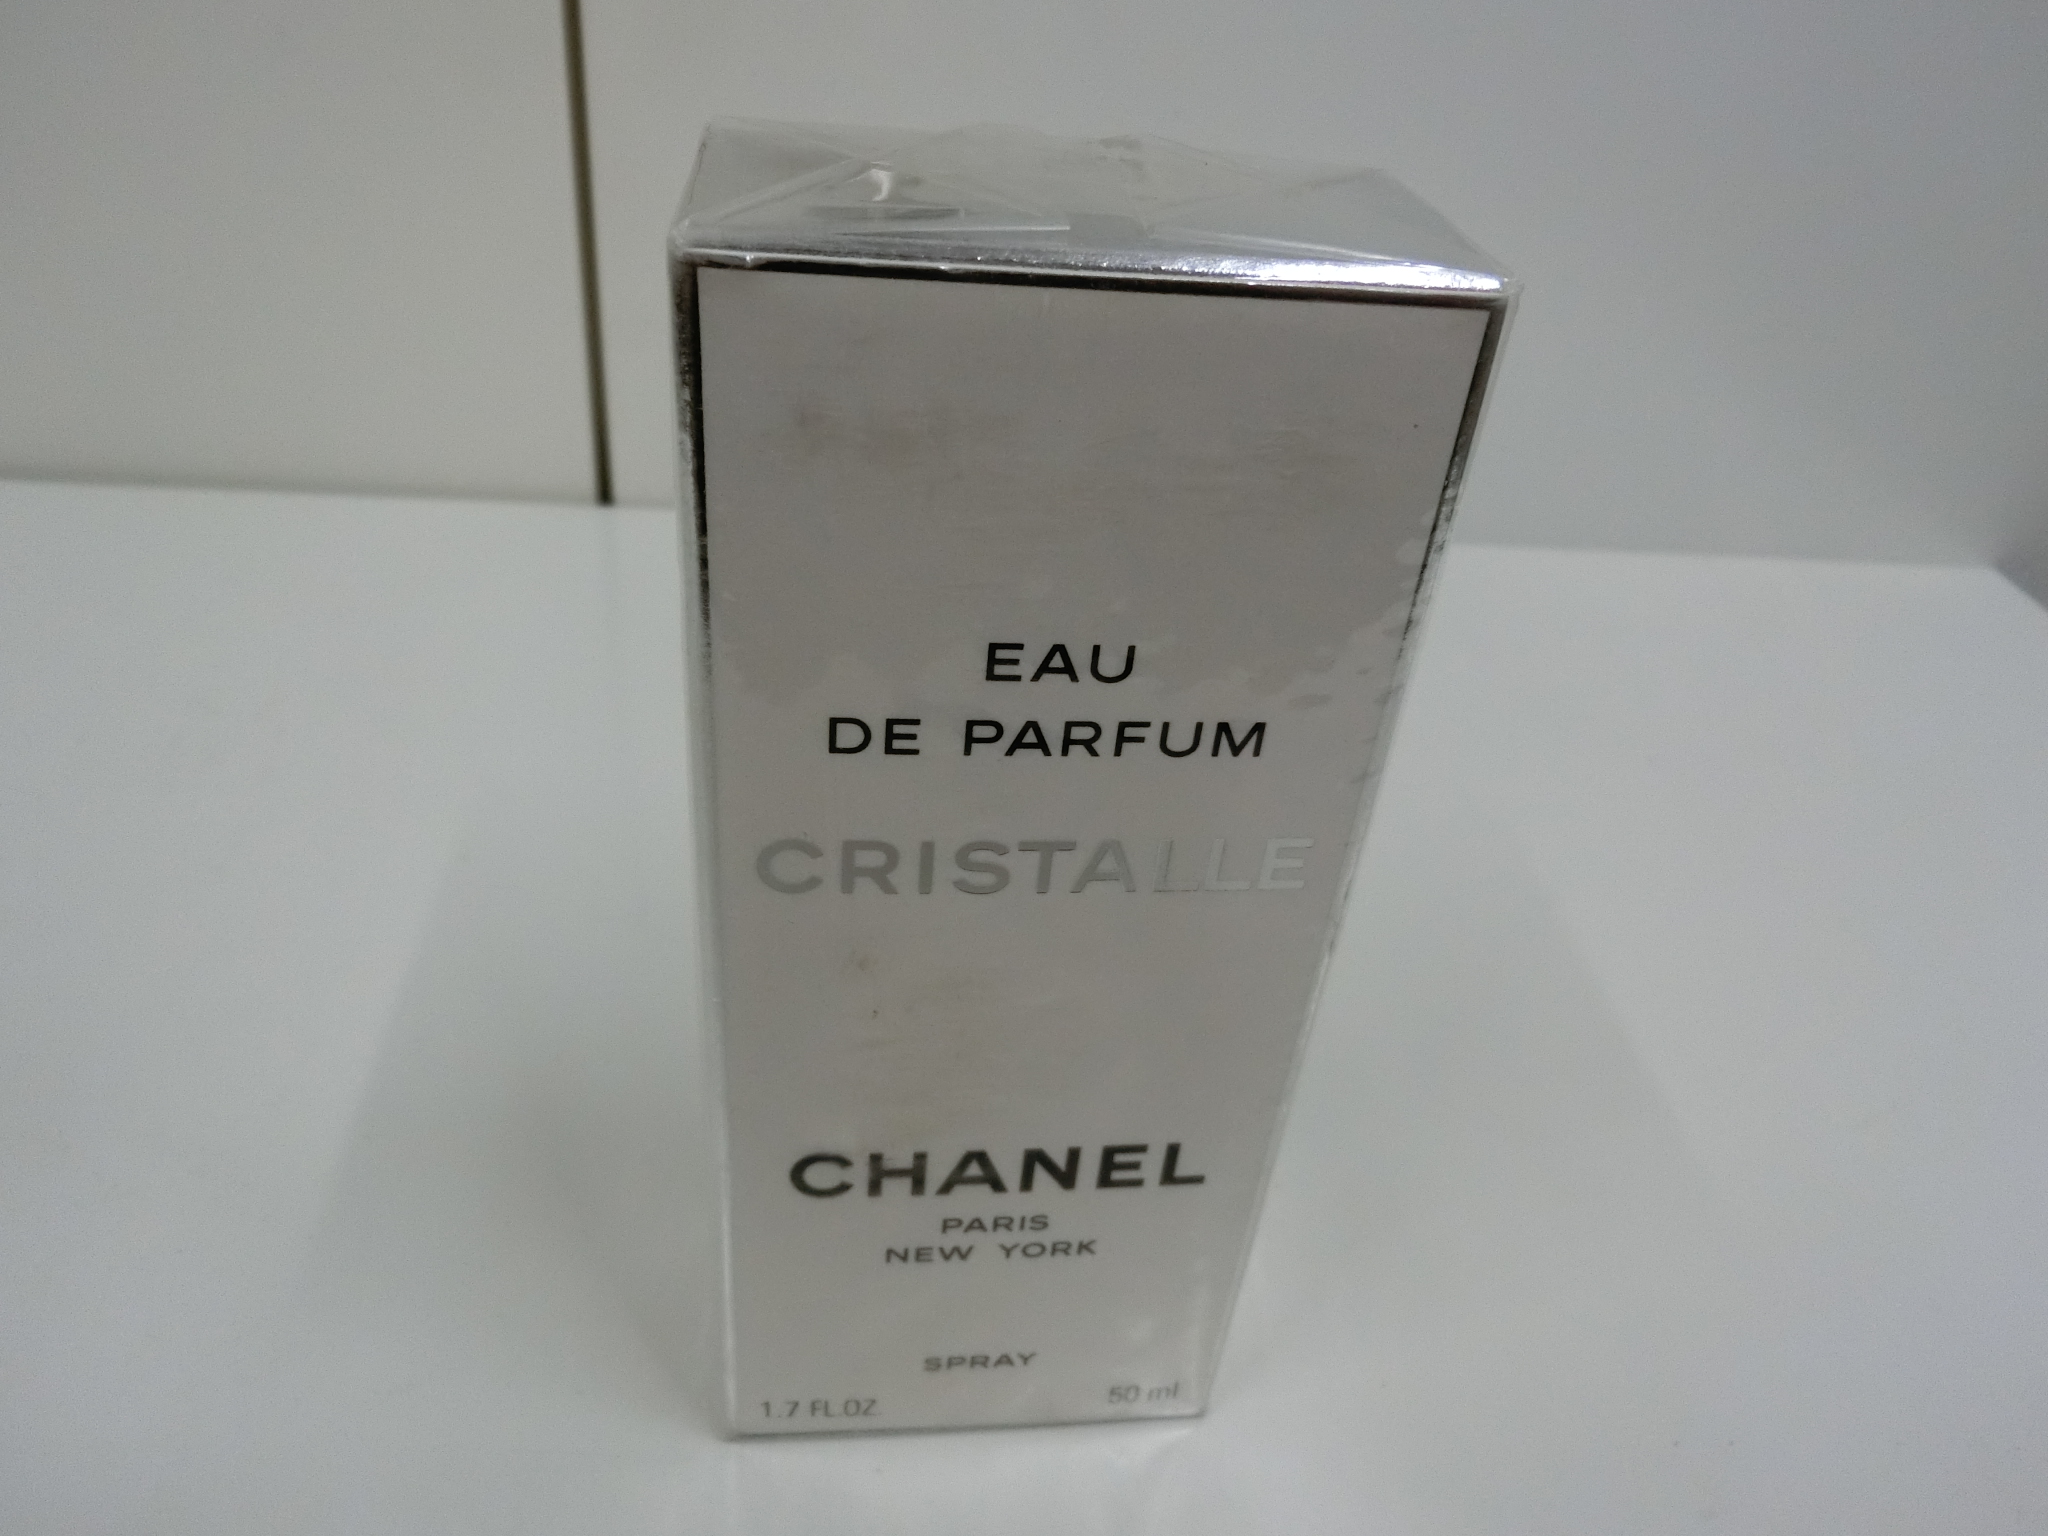 EAU
DE PARFUM
CRISTALLE
CHANEL
PARIS
NEW YORK
SPRAY
1.7 FL.OZ. 50 ml